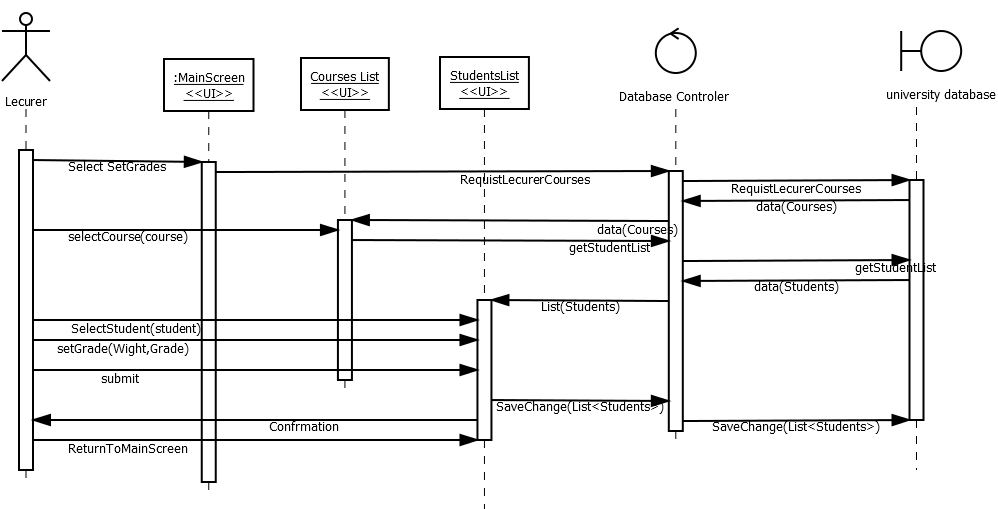 Lecurer
:MainScreen
<<UI>>
Courses List
<<UI>>
StudentsList
<<UI>>
Database Controler
university database
Select SetGrades
RequistLecurerCourses
RequistLecurerCourses
data(Courses)
data(Courses)
selectCourse(course)
getStudentList
getStudentList
data(Students)
List(Students)
SelectStudent(student)
setGrade(Wight,Grade)
submit
SaveChange(List<Students>)
SaveChange(List<Students>)
Confrmation
ReturnToMainScreen